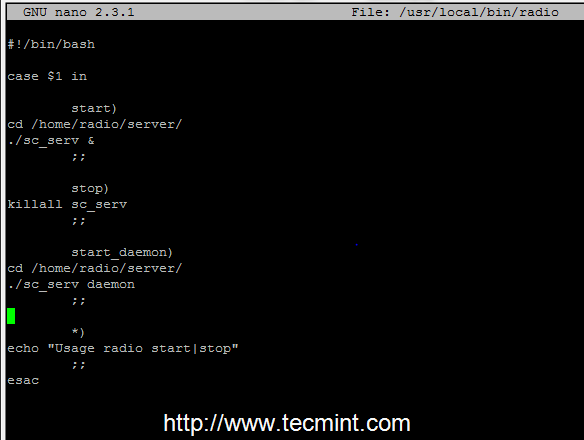 GNU nano 2.3.1 File: /usr/local/bin/radio
#!/bin/bash
case $1 in
start)
cd /home/radio/server/
./sc_serv &
;;
stop)
killall sc_serv
;;
start_daemon)
cd /home/radio/server/
./sc_serv daemon
;;
*)
echo "Usage radio start|stop"
;;
esac
http://www.tecmint.com